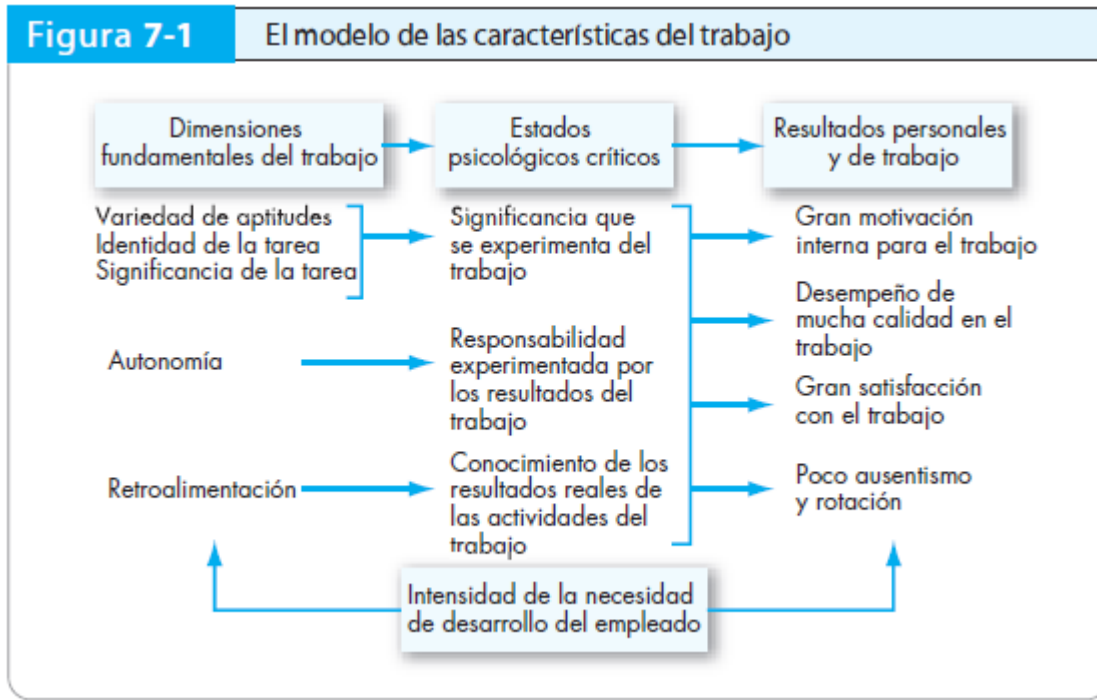 Figura 7-1
El modelo de las características del trabajo
Dimensiones
fundamentales del trabajo
Estados
psicológicos críticos
Resultados personales
y de trabajo
Variedad de aptitudes
Identidad de la tarea
Significancia de la tarea
Significancia que
se experimenta del
trabajo
Gran motivación
interna para el trabajo
Desempeño de
mucha calidad en el
trabajo
Autonomía
Responsabilidad
experimentada por
los resultados del
trabajo
Gran satisfacción
con el trabajo
Retroalimentación
Conocimiento de los
resultados reales de
las actividades del
trabajo
Poco ausentismo
y rotación
Intensidad de la necesidad
de desarrollo del empleado